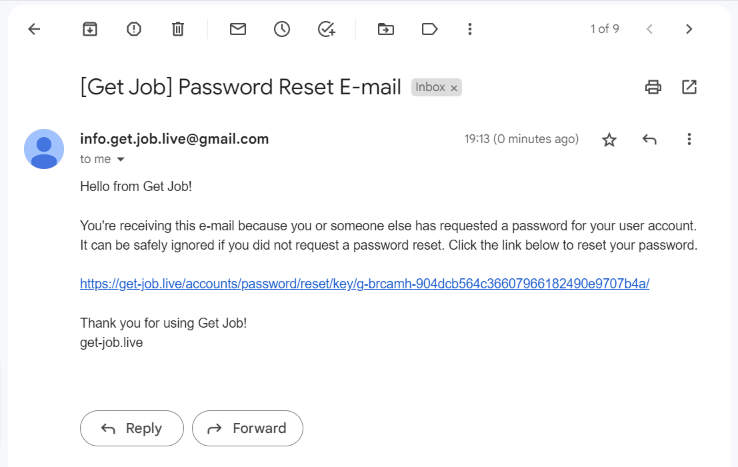 1 of 9
[Get Job] Password Reset E-mail Inbox ×
info.get.job.live@gmail.com 19:13 (0 minutes ago)
to me
Hello from Get Job!
You're receiving this e-mail because you or someone else has requested a password for your user account.
It can be safely ignored if you did not request a password reset. Click the link below to reset your password.
https://get-job.live/accounts/password/reset/key/g-brcamh-904dcb564c36607966182490e9707b4a/
Thank you for using Get Job!
get-job.live
Reply Forward